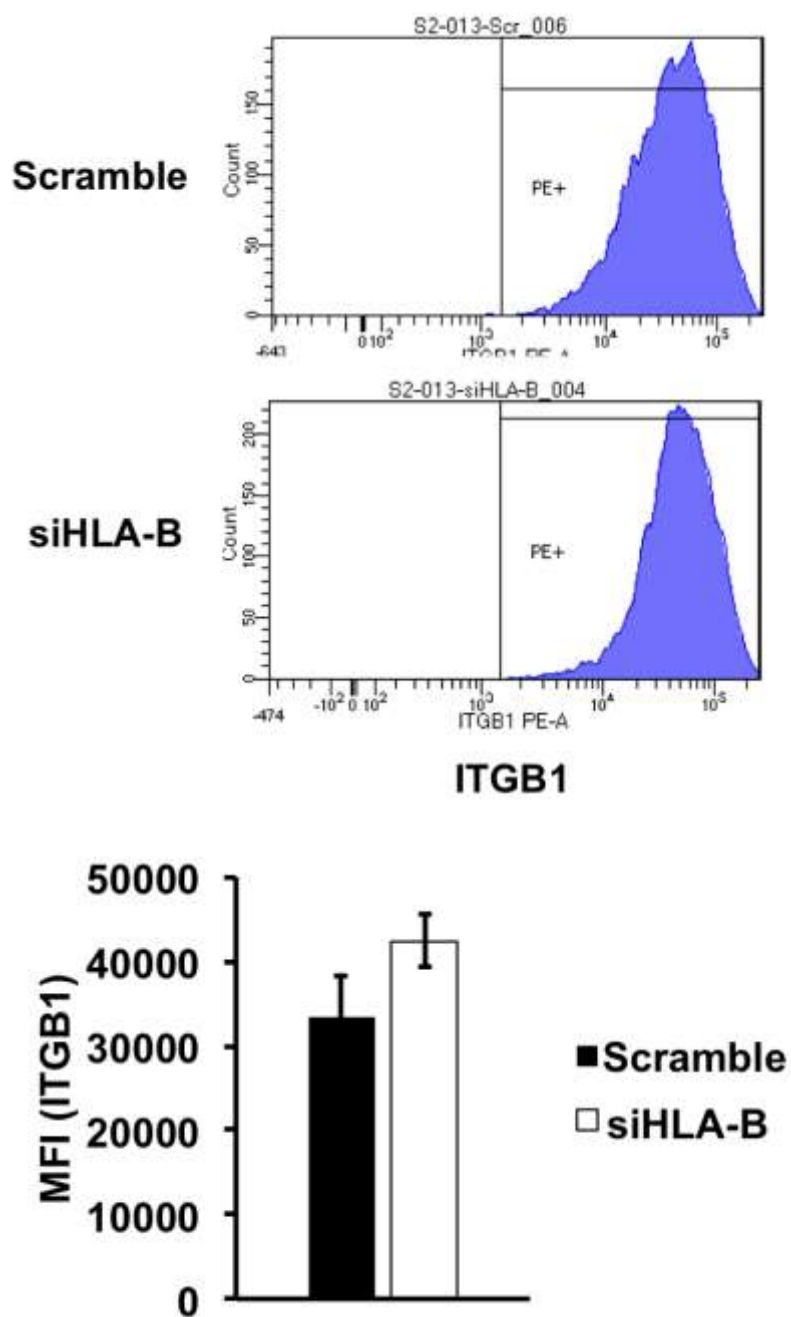 S2-013-Scr_006
Scramble
Count
150
100
50
0
PE+
-643
0 10²
10³
10⁴
10⁵
ITGB1 PE-A
S2-013-siHLA-B_004
siHLA-B
Count
200
150
100
50
0
PE+
-474
-10² 0 10²
10³
10⁴
10⁵
ITGB1 PE-A
ITGB1
50000
40000
30000
20000
10000
0
MFI (ITGB1)
Scramble
siHLA-B